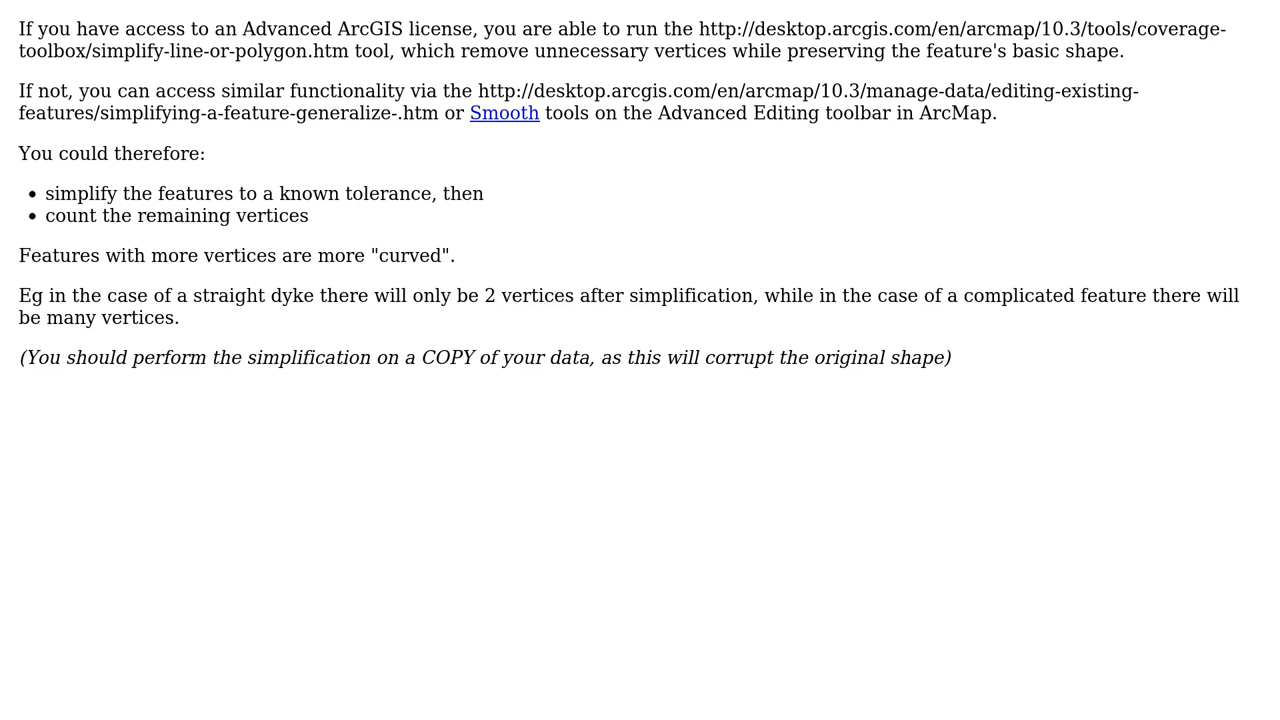 If you have access to an Advanced ArcGIS license, you are able to run the http://desktop.arcgis.com/en/arcmap/10.3/tools/coverage-
toolbox/simplify-line-or-polygon.htm tool, which remove unnecessary vertices while preserving the feature's basic shape.
If not, you can access similar functionality via the http://desktop.arcgis.com/en/arcmap/10.3/manage-data/editing-existing-
features/simplifying-a-feature-generalize-.htm or Smooth tools on the Advanced Editing toolbar in ArcMap.
You could therefore:
• simplify the features to a known tolerance, then
• count the remaining vertices
Features with more vertices are more "curved".
Eg in the case of a straight dyke there will only be 2 vertices after simplification, while in the case of a complicated feature there will
be many vertices.
(You should perform the simplification on a COPY of your data, as this will corrupt the original shape)